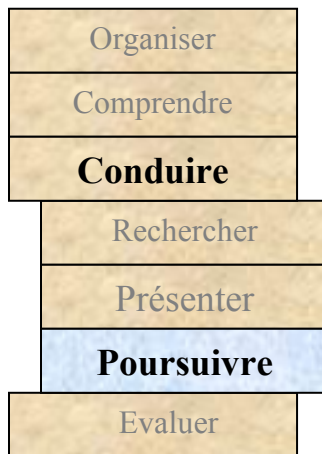 Organiser
Comprendre
Conduire
Rechercher
Présenter
Poursuivre
Evaluer